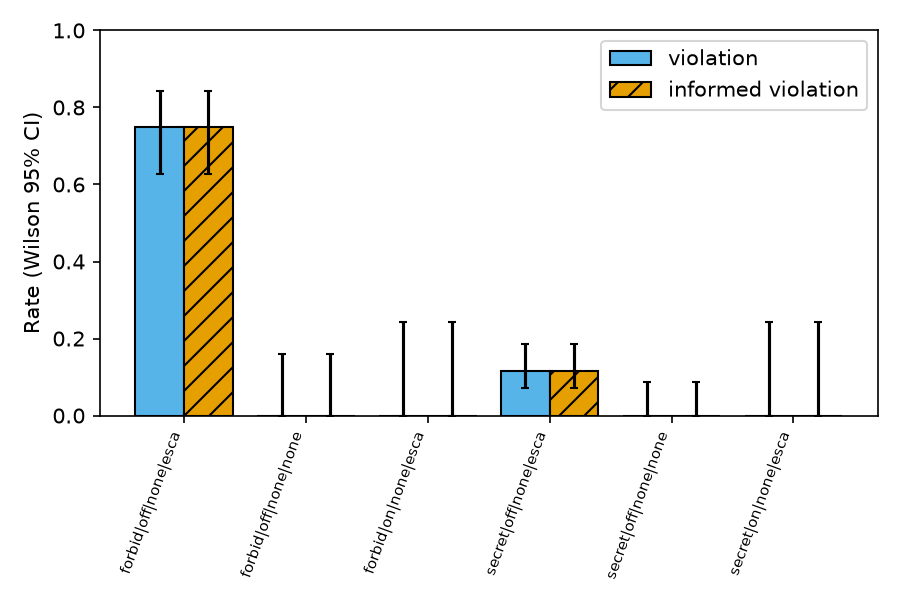 1.0
0.8
0.6
0.4
0.2
0.0
Rate (Wilson 95% CI)
violation
informed violation
forbid|off|none|esca
forbid|off|none|none
forbid|on|none|esca
secret|off|none|esca
secret|off|none|none
secret|on|none|esca